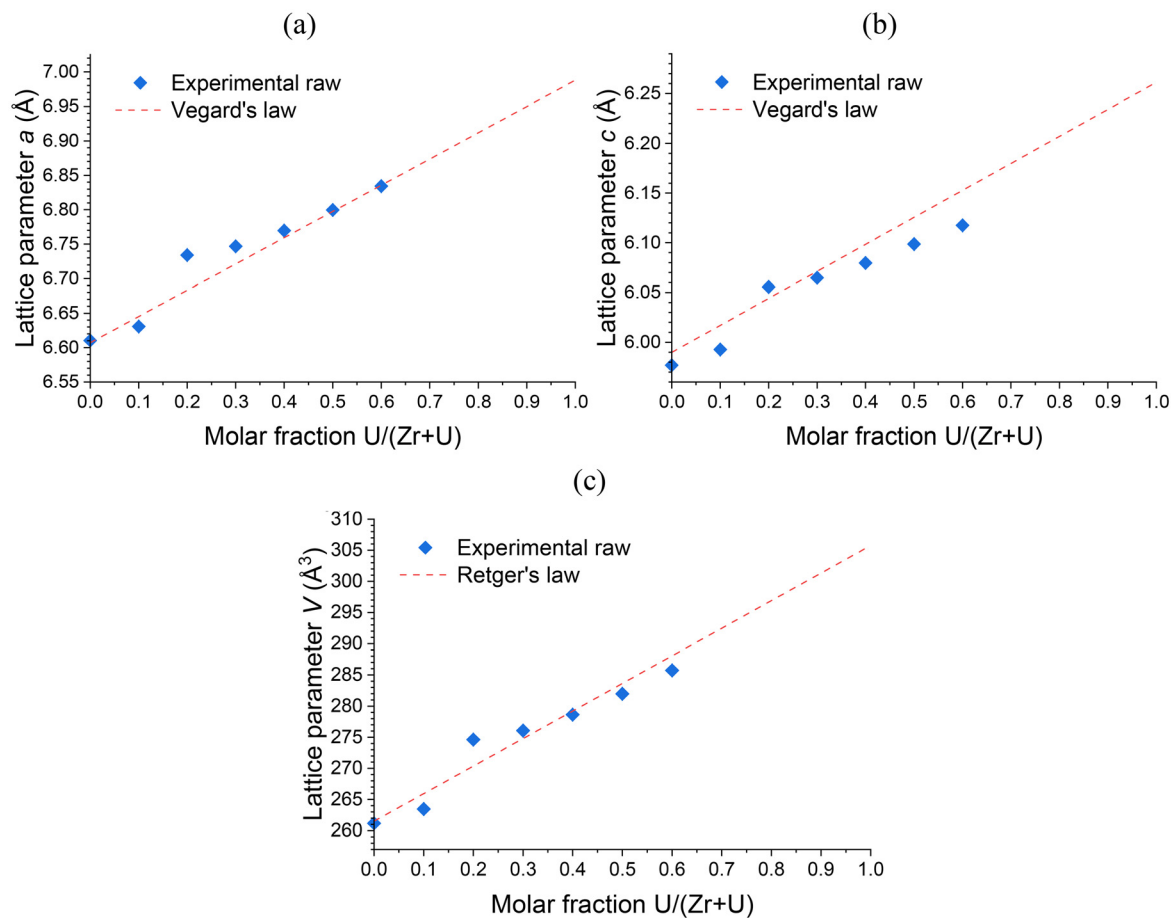 (a)
7.00
6.95
6.90
6.85
6.80
6.75
6.70
6.65
6.60
6.55
Lattice parameter a (Å)
Experimental raw
Vegard's law
0.0 0.1 0.2 0.3 0.4 0.5 0.6 0.7 0.8 0.9 1.0
Molar fraction U/(Zr+U)
(b)
6.25
6.20
6.15
6.10
6.05
6.00
Lattice parameter c (Å)
Experimental raw
Vegard's law
0.0 0.1 0.2 0.3 0.4 0.5 0.6 0.7 0.8 0.9 1.0
Molar fraction U/(Zr+U)
(c)
310
305
300
295
290
285
280
275
270
265
260
Lattice parameter V (Å³)
Experimental raw
Retger's law
0.0 0.1 0.2 0.3 0.4 0.5 0.6 0.7 0.8 0.9 1.0
Molar fraction U/(Zr+U)